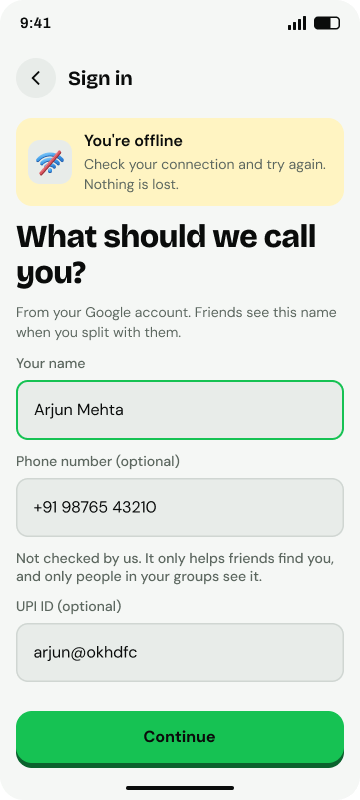 9:41
Sign in
You're offline
Check your connection and try again.
Nothing is lost.
What should we call
you?
From your Google account. Friends see this name
when you split with them.
Your name
Arjun Mehta
Phone number (optional)
+91 98765 43210
Not checked by us. It only helps friends find you,
and only people in your groups see it.
UPI ID (optional)
arjun@okhdfc
Continue